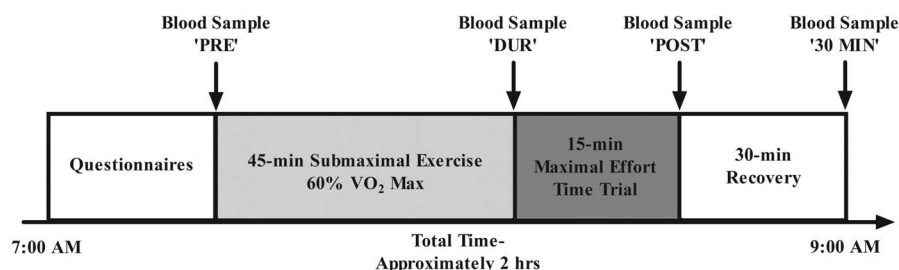 Blood Sample
'PRE'
Blood Sample
'DUR'
Blood Sample
'POST'
Blood Sample
'30 MIN'
Questionnaires
45-min Submaximal Exercise
60% VO₂ Max
15-min
Maximal Effort
Time Trial
30-min
Recovery
7:00 AM
Total Time-
Approximately 2 hrs
9:00 AM